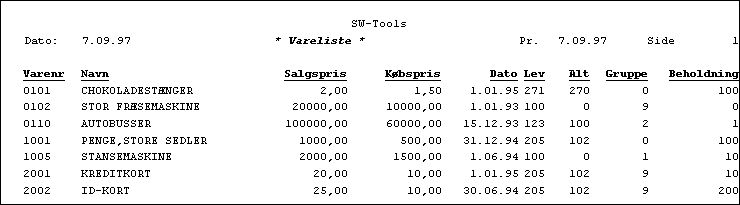 SW-Tools
Dato: 7.09.97 * Vareliste * Pr. 7.09.97 Side 1
Varenr Navn Salgspris Købspris Dato Lev Alt Gruppe Beholdning
0101 CHOKOLADESTÆNGER 2,00 1,50 1.01.95 271 270 0 100
0102 STOR FRÆSEMASKINE 20000,00 10000,00 1.01.93 100 0 9 0
0110 AUTOBUSSER 100000,00 60000,00 15.12.93 123 100 2 1
1001 PENGE,STORE SEDLER 1000,00 500,00 31.12.94 205 102 0 100
1005 STANSEMASKINE 2000,00 1500,00 1.06.94 100 0 1 10
2001 KREDITKORT 20,00 10,00 1.01.95 205 102 9 10
2002 ID-KORT 25,00 10,00 30.06.94 205 102 9 200